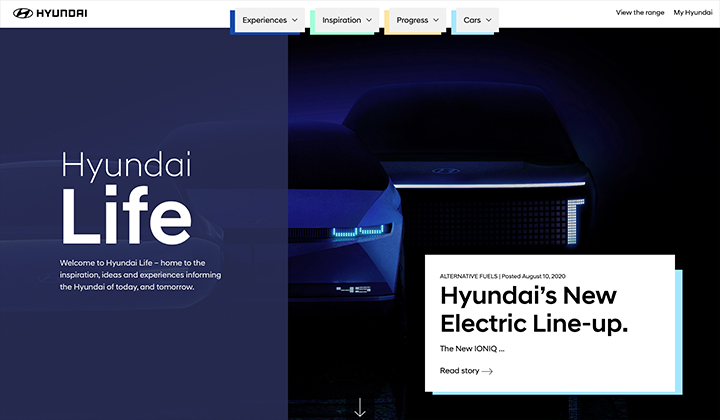 HYUNDAI
Experiences
Inspiration
Progress
Cars
View the range
My Hyundai
Hyundai
Life
Welcome to Hyundai Life – home to the
inspiration, ideas and experiences informing
the Hyundai of today, and tomorrow.
45
ALTERNATIVE FUELS | Posted August 10, 2020
Hyundai's New
Electric Line-up.
The New IONIQ ...
Read story